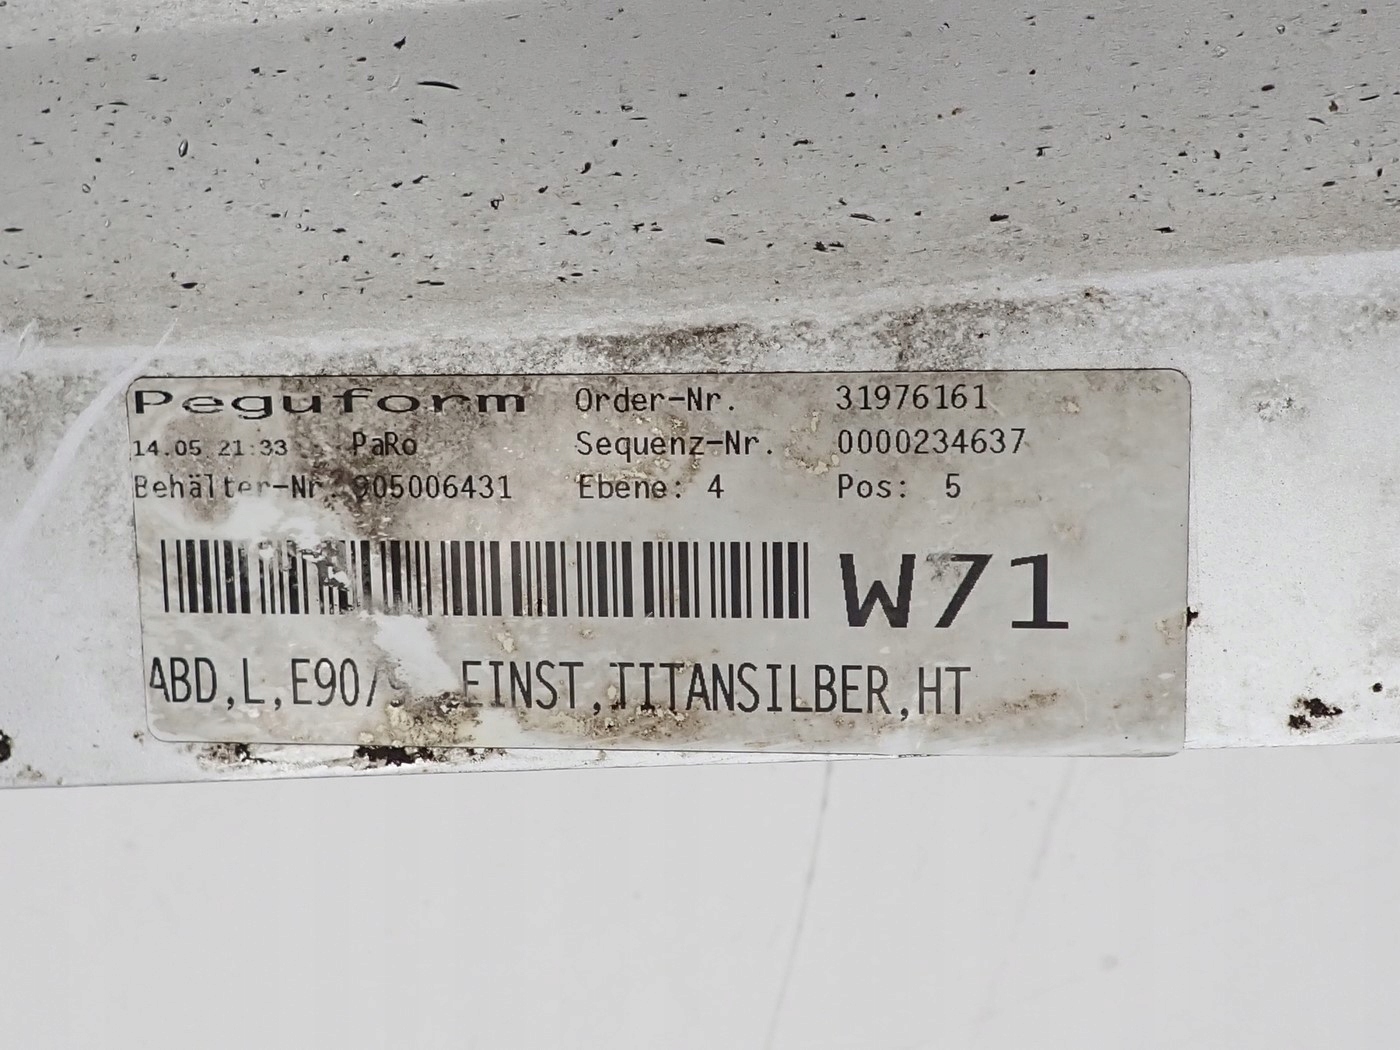 Peguform Order-Nr. 31976161
14.05 21:33 PaRo Sequenz-Nr. 0000234637
Behälter-Nr. 905006431 Ebene: 4 Pos: 5
W71
ABD,L,E90/ EINST,TITANSILBER,HT